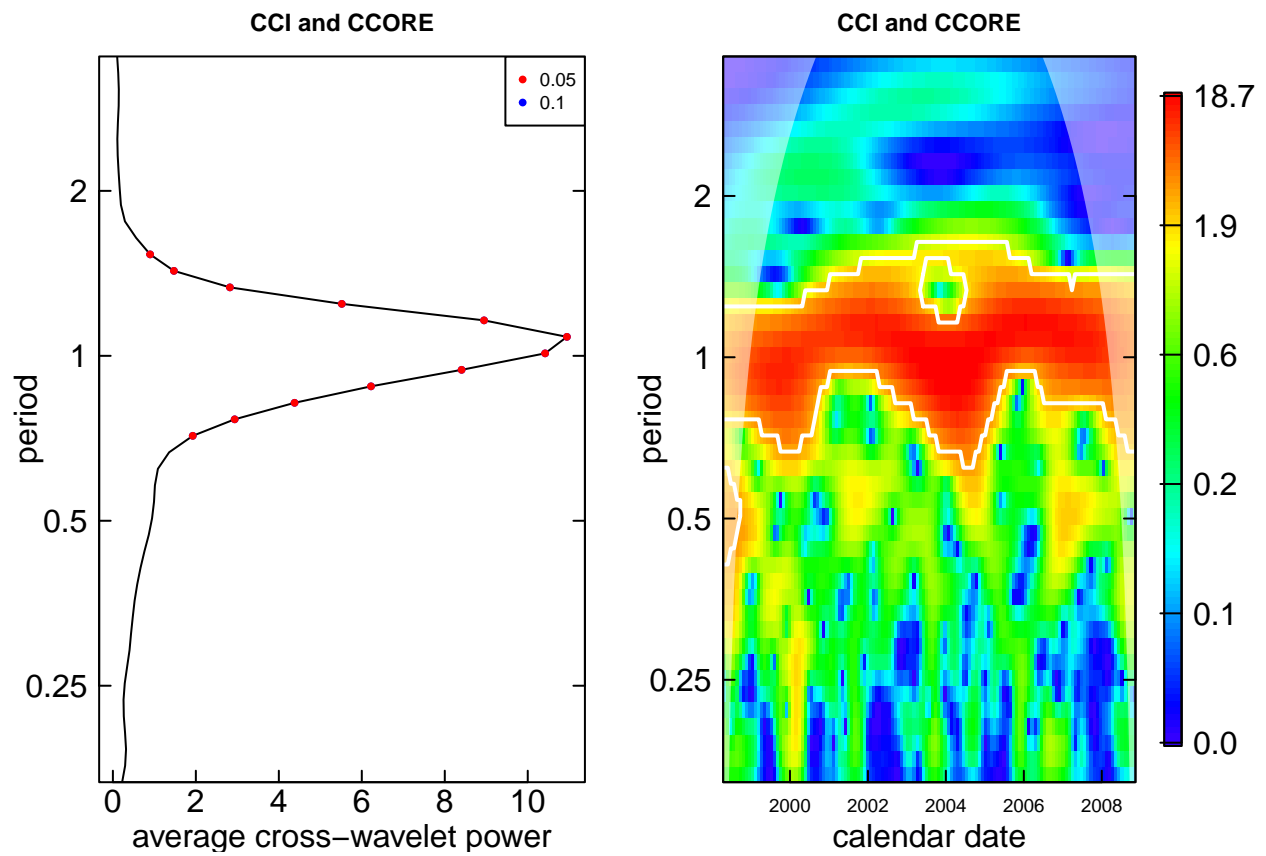 CCI and CCORE
0.05
0.1
period
2
1
0.5
0.25
0 2 4 6 8 10
average cross−wavelet power
CCI and CCORE
period
2
1
0.5
0.25
2000 2002 2004 2006 2008
calendar date
18.7
1.9
0.6
0.2
0.1
0.0